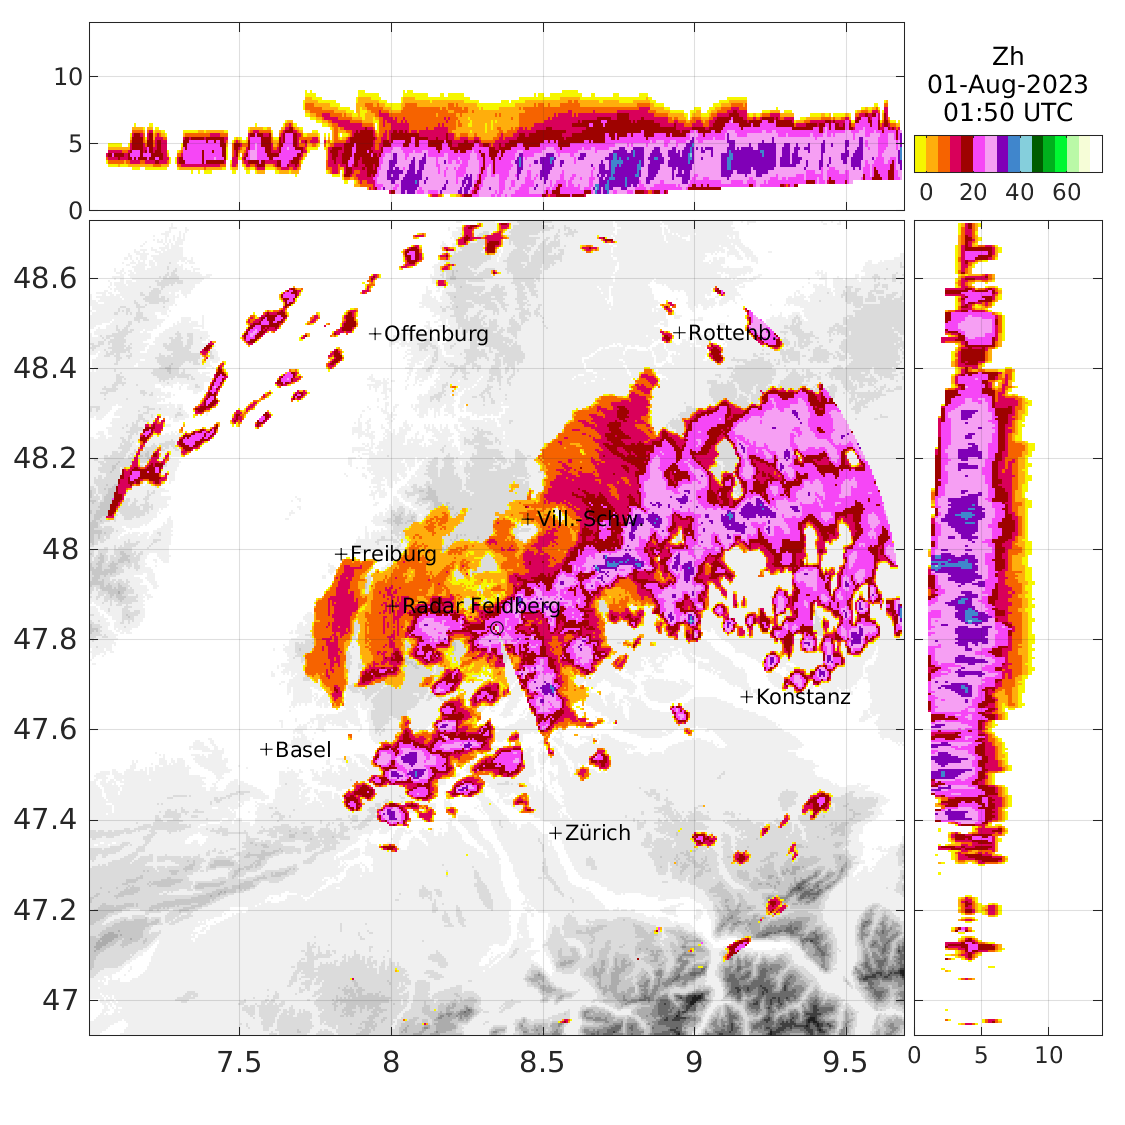 Zh
01-Aug-2023
01:50 UTC
0 20 40 60
10
5
0
48.6
48.4
48.2
48
47.8
47.6
47.4
47.2
47
+Offenburg
+Rottenb.
+Vill.-Schw.
+Freiburg
+Radar Feldberg
+Konstanz
+Basel
+Zürich
7.5 8 8.5 9 9.5
0 5 10